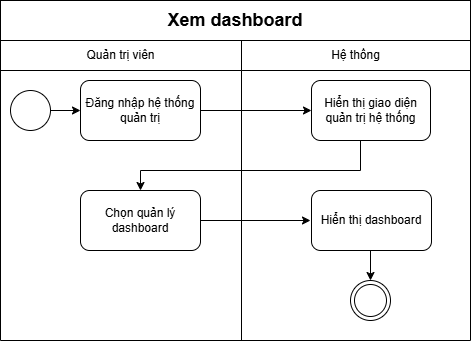 Xem dashboard
Quản trị viên
Hệ thống
Đăng nhập hệ thống
quản trị
Hiển thị giao diện
quản trị hệ thống
Chọn quản lý
dashboard
Hiển thị dashboard